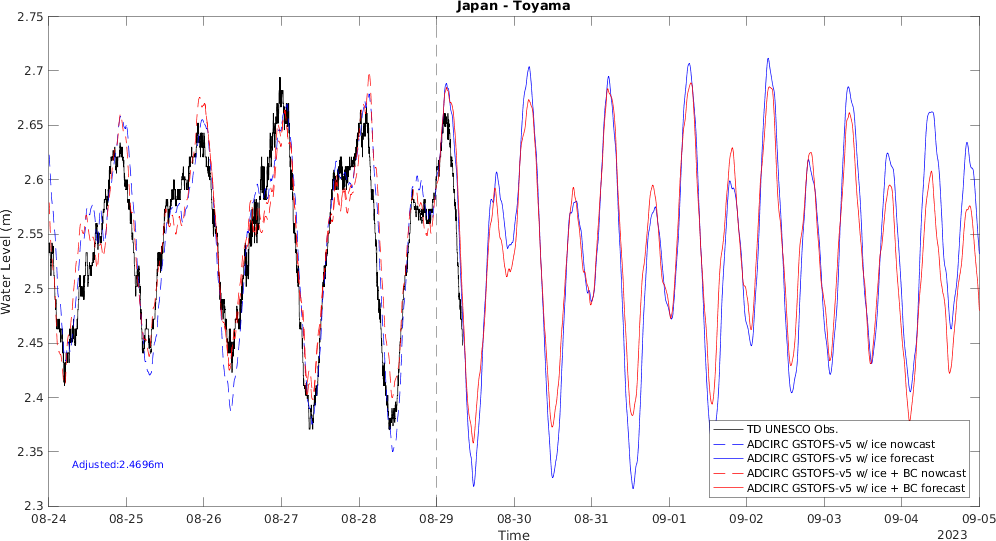 Japan - Toyama
2.75
2.7
2.65
2.6
2.55
2.5
2.45
2.4
2.35
2.3
Water Level (m)
Adjusted:2.4696m
TD UNESCO Obs.
ADCIRC GSTOFS-v5 w/ ice nowcast
ADCIRC GSTOFS-v5 w/ ice forecast
ADCIRC GSTOFS-v5 w/ ice + BC nowcast
ADCIRC GSTOFS-v5 w/ ice + BC forecast
08-24 08-25 08-26 08-27 08-28 08-29 08-30 08-31 09-01 09-02 09-03 09-04 09-05
Time
2023